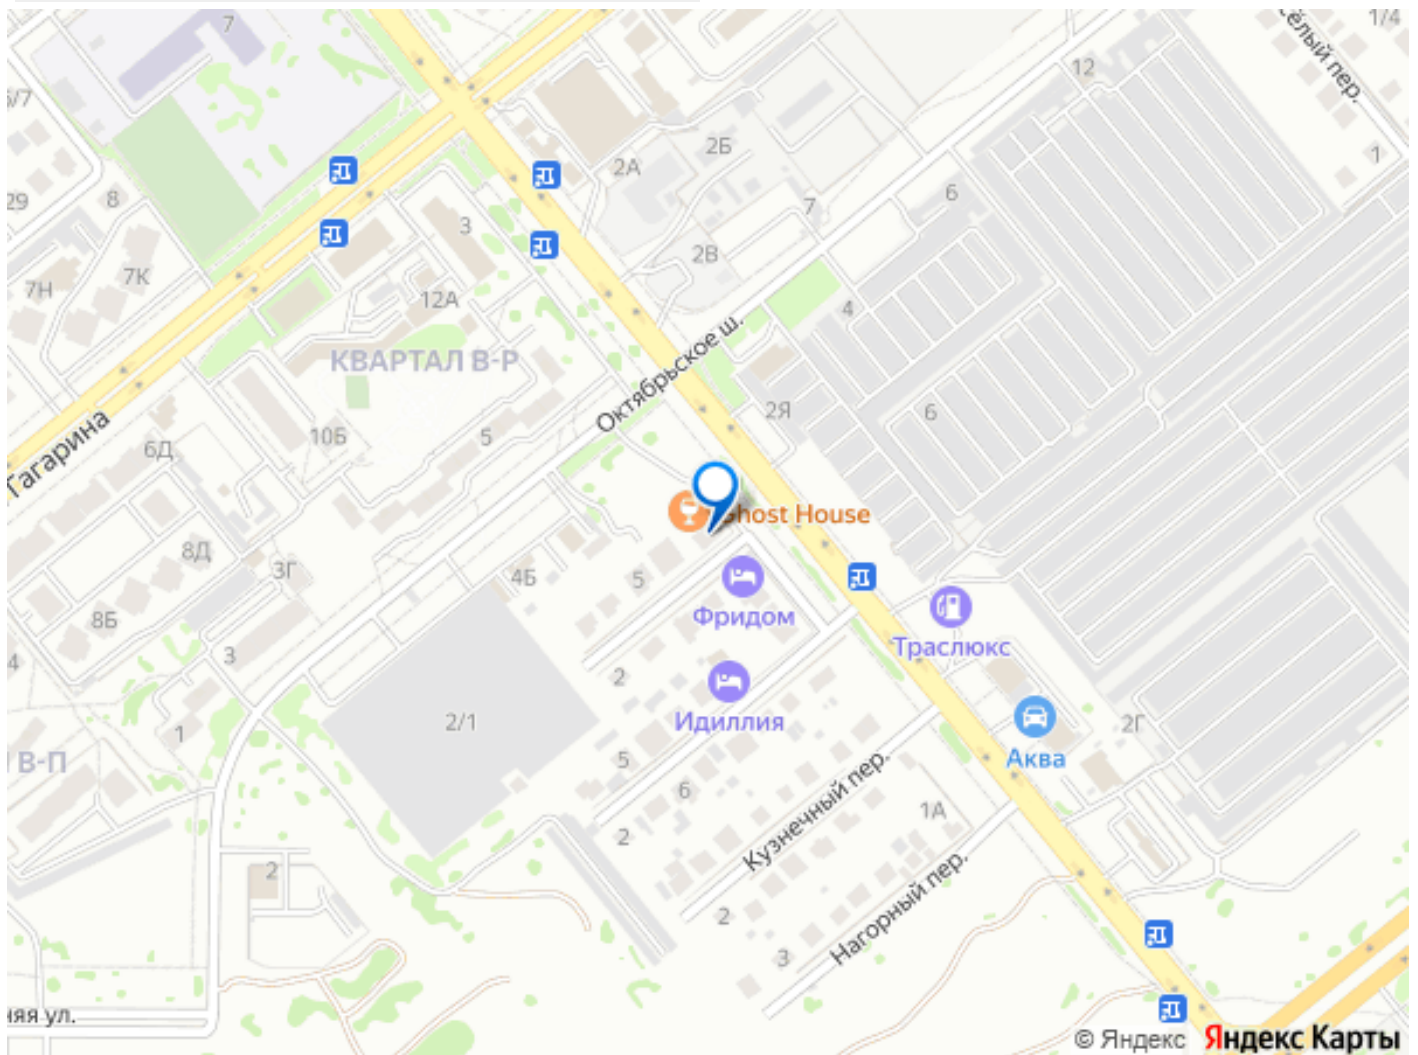 7
1/4
сёлый пер.
12
6/7
2Б
2А
1
29
8
6
7
3
2В
7К
7Н
12А
4
Октябрьское ш.
КВАРТАЛ В-Р
2Я
6
Гагарина
10Б
5
6Д
Ghost House
8Д
3Г
4Б
5
Фридом
8Б
Траслюкс
4
3
2
Идиллия
2/1
1
2Г
В-П
5
Аква
6
Кузнечный пер.
1А
2
2
2
Нагорный пер.
3
няя ул.
© Яндекс Яндекс Карты